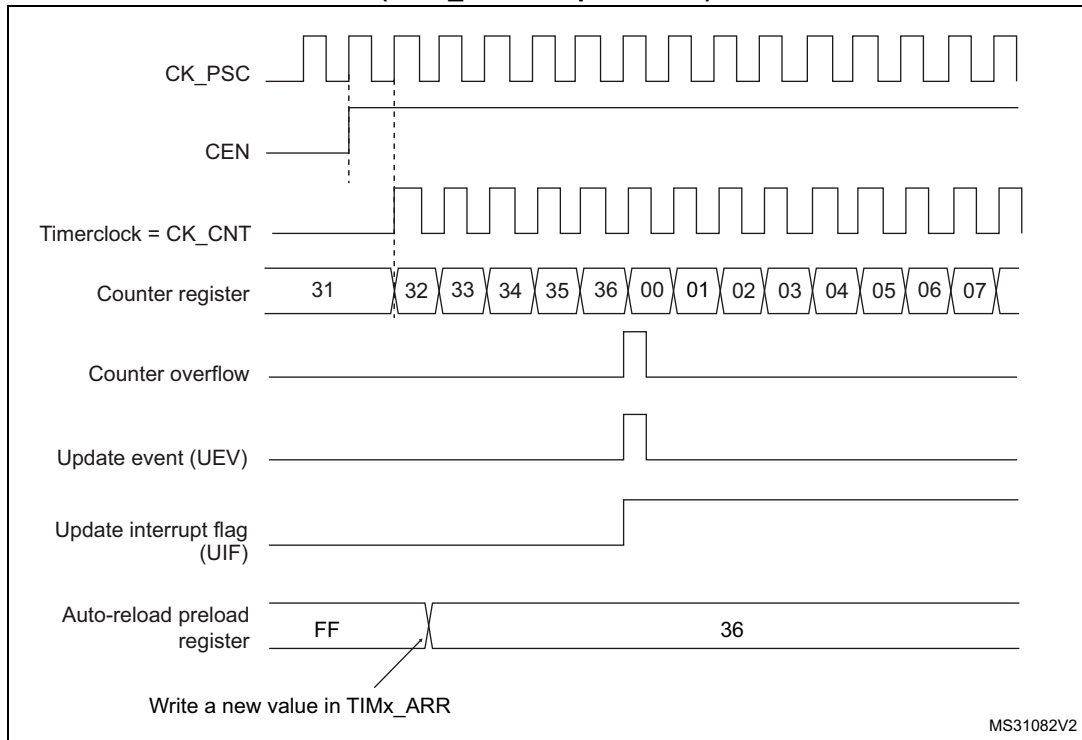 CK_PSC
CEN
Timerclock = CK_CNT
Counter register 31 32 33 34 35 36 00 01 02 03 04 05 06 07
Counter overflow
Update event (UEV)
Update interrupt flag
(UIF)
Auto-reload preload
register FF 36
Write a new value in TIMx_ARR
MS31082V2